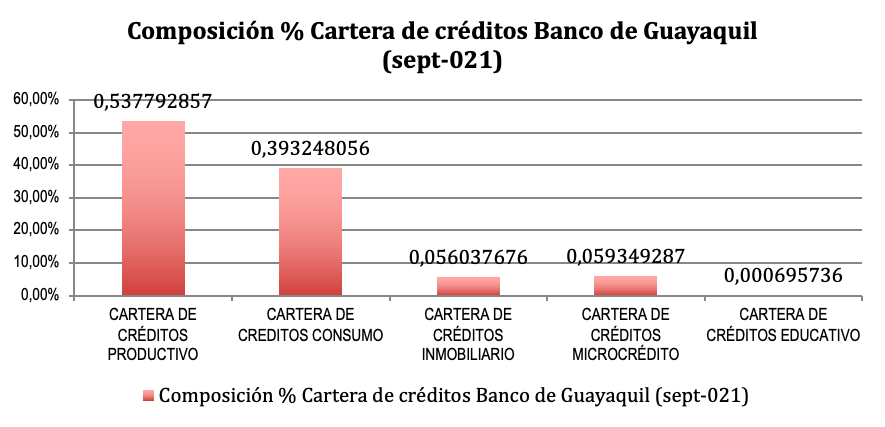 Composición % Cartera de créditos Banco de Guayaquil
(sept-021)
60,00%
50,00%
40,00%
30,00%
20,00%
10,00%
0,00%
0,537792857
0,393248056
0,056037676
0,059349287
0,000695736
CARTERA DE
CRÉDITOS
PRODUCTIVO
CARTERA DE
CREDITOS CONSUMO
CARTERA DE
CRÉDITOS
INMOBILIARIO
CARTERA DE
CRÉDITOS
MICROCRÉDITO
CARTERA DE
CRÉDITOS EDUCATIVO
Composición % Cartera de créditos Banco de Guayaquil (sept-021)